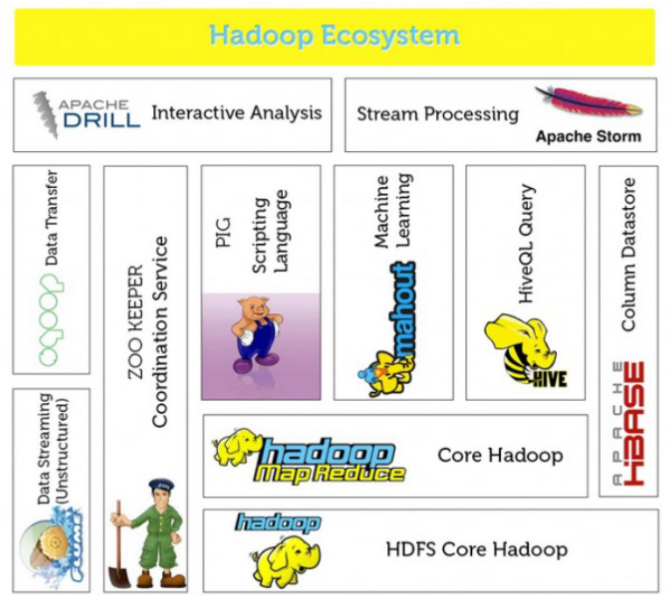 Hadoop Ecosystem
APACHE
DRILL
Interactive Analysis
Stream Processing
Apache Storm
Data Transfer
sqoop
ZOO KEEPER
Coordination Service
PIG
Scripting
Language
Machine
Learning
mahout
HiveQL Query
HIVE
Column Datastore
APACHE
HBASE
Data Streaming
(Unstructured)
flume
hadoop
Map Reduce
Core Hadoop
hadoop
HDFS Core Hadoop